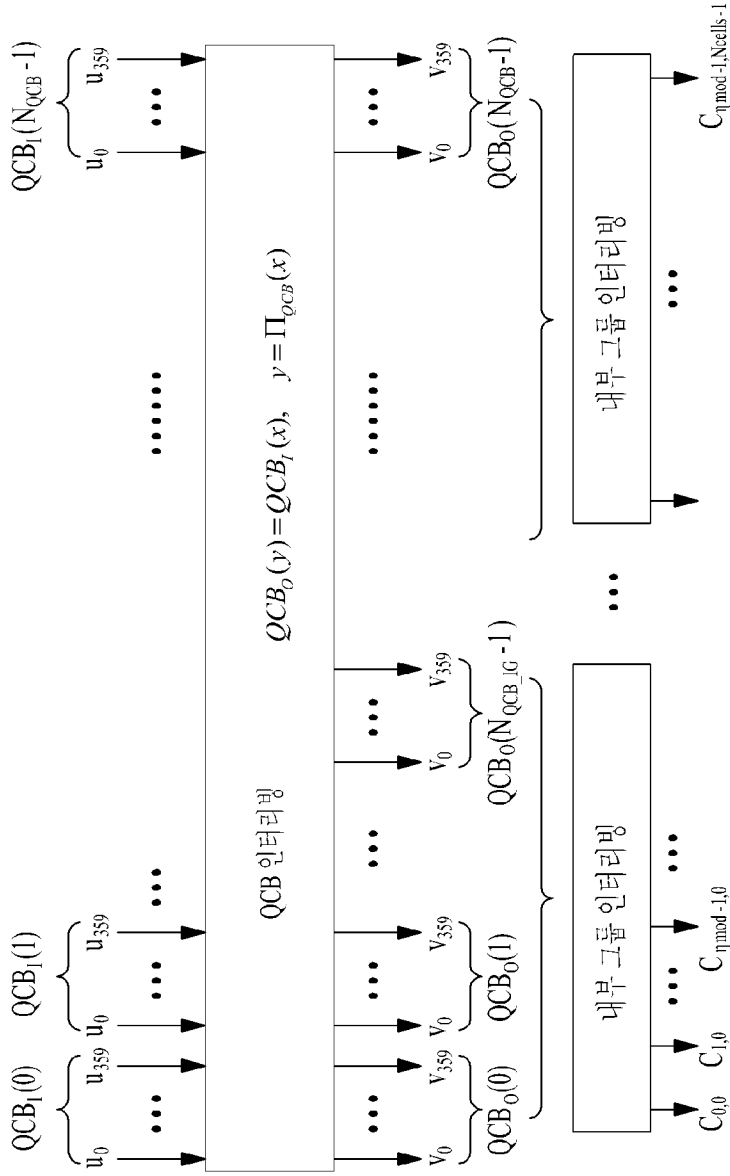 QCB_I(0) QCB_I(1) QCB_I(N_QCB-1)
u_0 ••• u_359 u_0 ••• u_359 ••• •••••• u_0 ••• u_359
QCB 인터리빙 QCB_O(y)=QCB_I(x), y=Π_QCB(x)
v_0 ••• v_359 v_0 ••• v_359 ••• v_0 ••• v_359 •••••• v_0 ••• v_359
QCB_O(0) QCB_O(1) QCB_O(N_QCB_IG-1) QCB_O(N_QCB-1)
내부 그룹 인터리빙 ••• 내부 그룹 인터리빙
••• ••• •••
C_0,0 C_1,0 C_ηmod-1,0 C_ηmod-1,Ncells-1